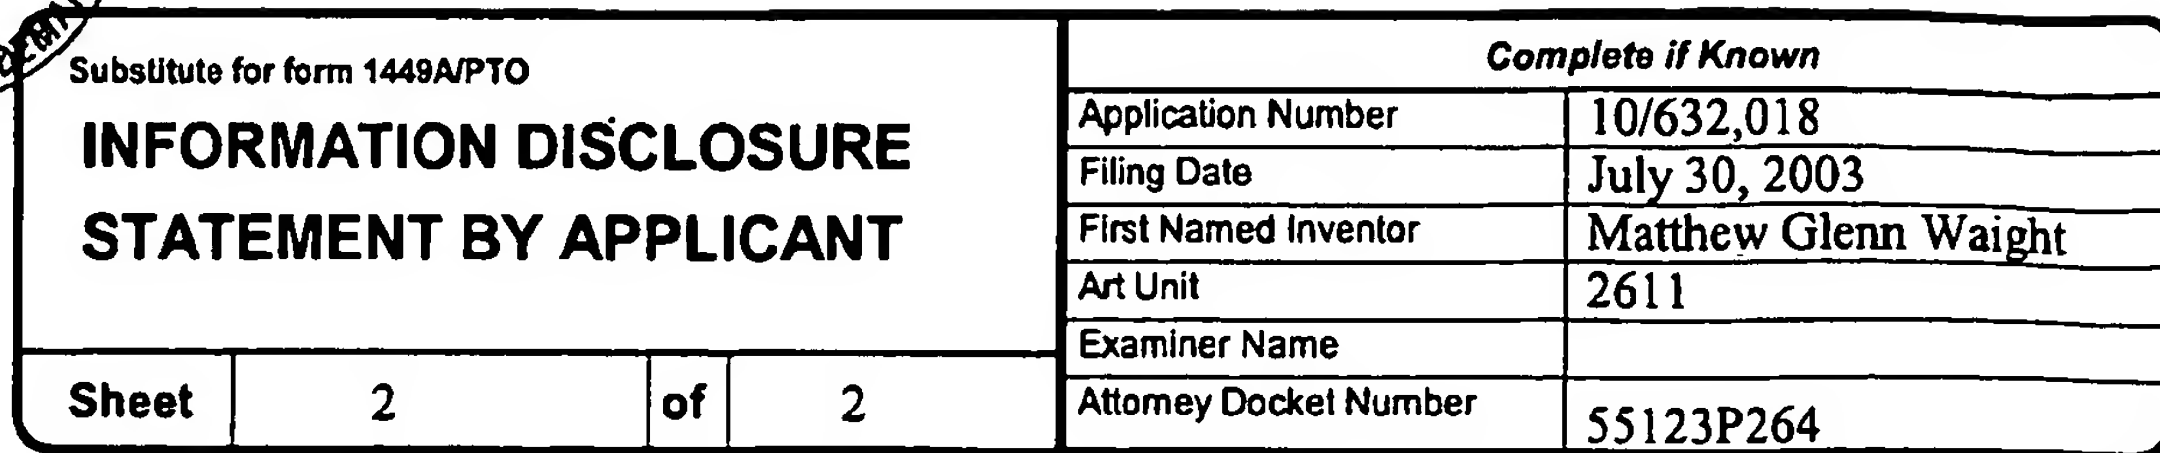 Substitute for form 1449A/PTO
INFORMATION DISCLOSURE
STATEMENT BY APPLICANT
Sheet 2 of 2
Complete if Known
Application Number 10/632,018
Filing Date July 30, 2003
First Named Inventor Matthew Glenn Waight
Art Unit 2611
Examiner Name
Attorney Docket Number 55123P264